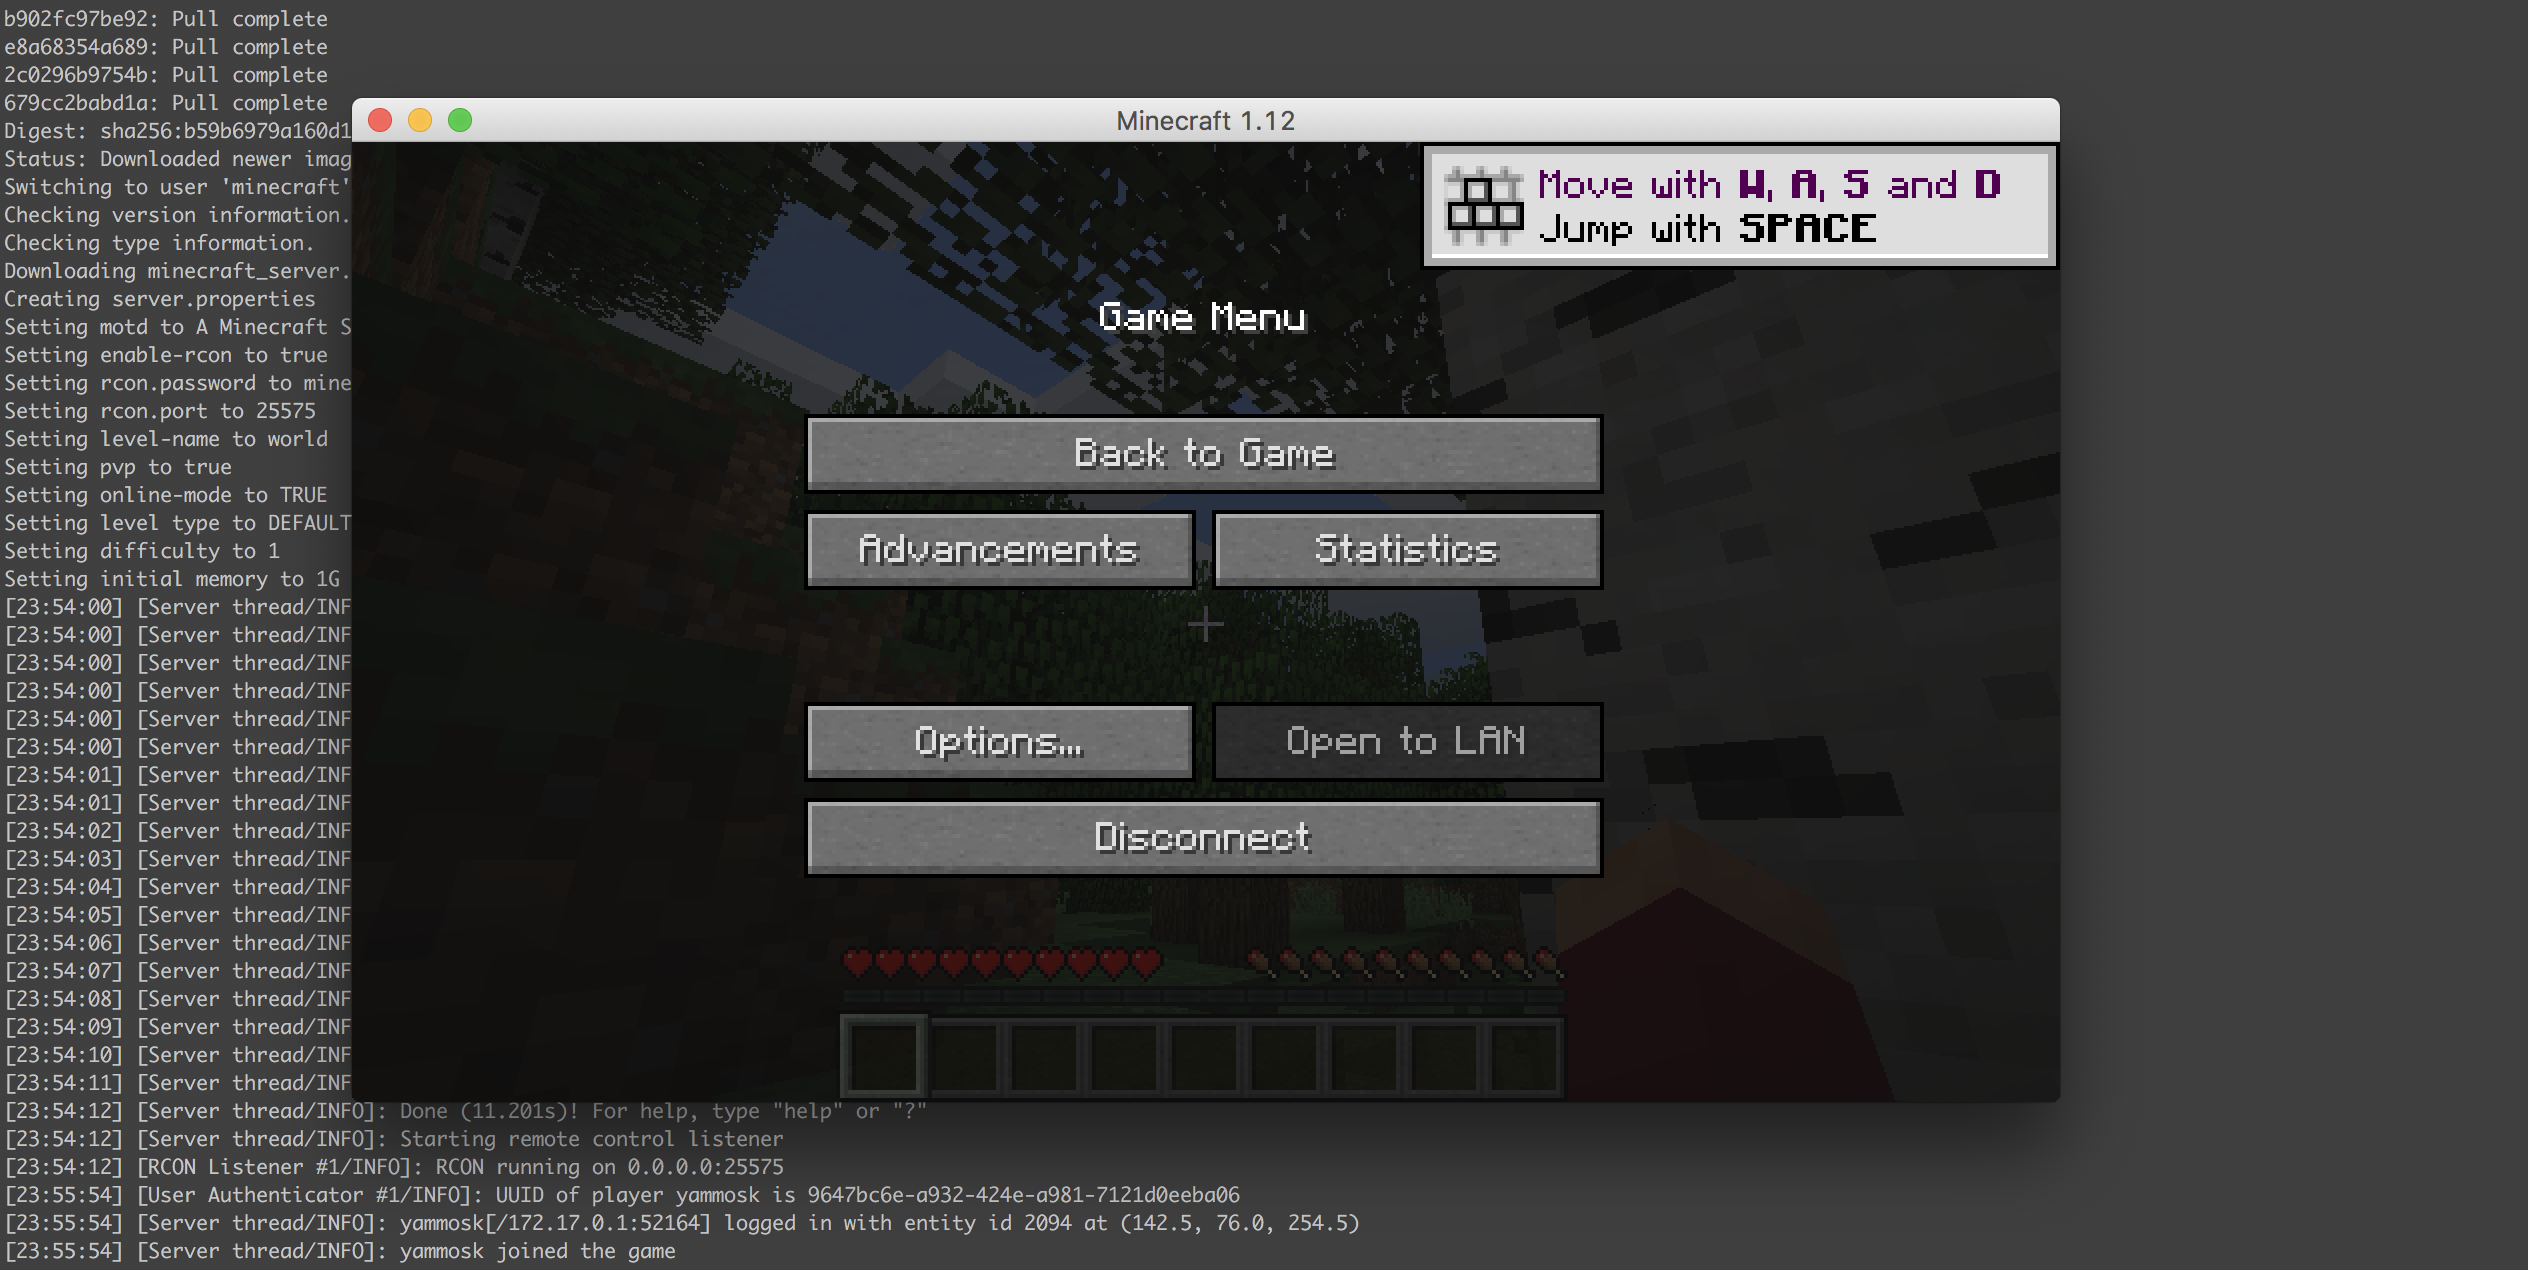 b902fc97be92: Pull complete
e8a68354a689: Pull complete
2c0296b9754b: Pull complete
679cc2babd1a: Pull complete
Digest: sha256:b59b6979a160d1
Status: Downloaded newer imag
Switching to user 'minecraft'
Checking version information.
Checking type information.
Downloading minecraft_server.
Creating server.properties
Setting motd to A Minecraft S
Setting enable-rcon to true
Setting rcon.password to mine
Setting rcon.port to 25575
Setting level-name to world
Setting pvp to true
Setting online-mode to TRUE
Setting level type to DEFAULT
Setting difficulty to 1
Setting initial memory to 1G
[23:54:00] [Server thread/INF
[23:54:00] [Server thread/INF
[23:54:00] [Server thread/INF
[23:54:00] [Server thread/INF
[23:54:00] [Server thread/INF
[23:54:00] [Server thread/INF
[23:54:01] [Server thread/INF
[23:54:01] [Server thread/INF
[23:54:02] [Server thread/INF
[23:54:03] [Server thread/INF
[23:54:04] [Server thread/INF
[23:54:05] [Server thread/INF
[23:54:06] [Server thread/INF
[23:54:07] [Server thread/INF
[23:54:08] [Server thread/INF
[23:54:09] [Server thread/INF
[23:54:10] [Server thread/INF
[23:54:11] [Server thread/INF
[23:54:12] [Server thread/INFO]: Done (11.201s)! For help, type "help" or "?"
[23:54:12] [Server thread/INFO]: Starting remote control listener
[23:54:12] [RCON Listener #1/INFO]: RCON running on 0.0.0.0:25575
[23:55:54] [User Authenticator #1/INFO]: UUID of player yammosk is 9647bc6e-a932-424e-a981-7121d0eeba06
[23:55:54] [Server thread/INFO]: yammosk[/172.17.0.1:52164] logged in with entity id 2094 at (142.5, 76.0, 254.5)
[23:55:54] [Server thread/INFO]: yammosk joined the game
Minecraft 1.12
Move with W, A, S and D
Jump with SPACE
Game Menu
Back to Game
Advancements
Statistics
Options...
Open to LAN
Disconnect